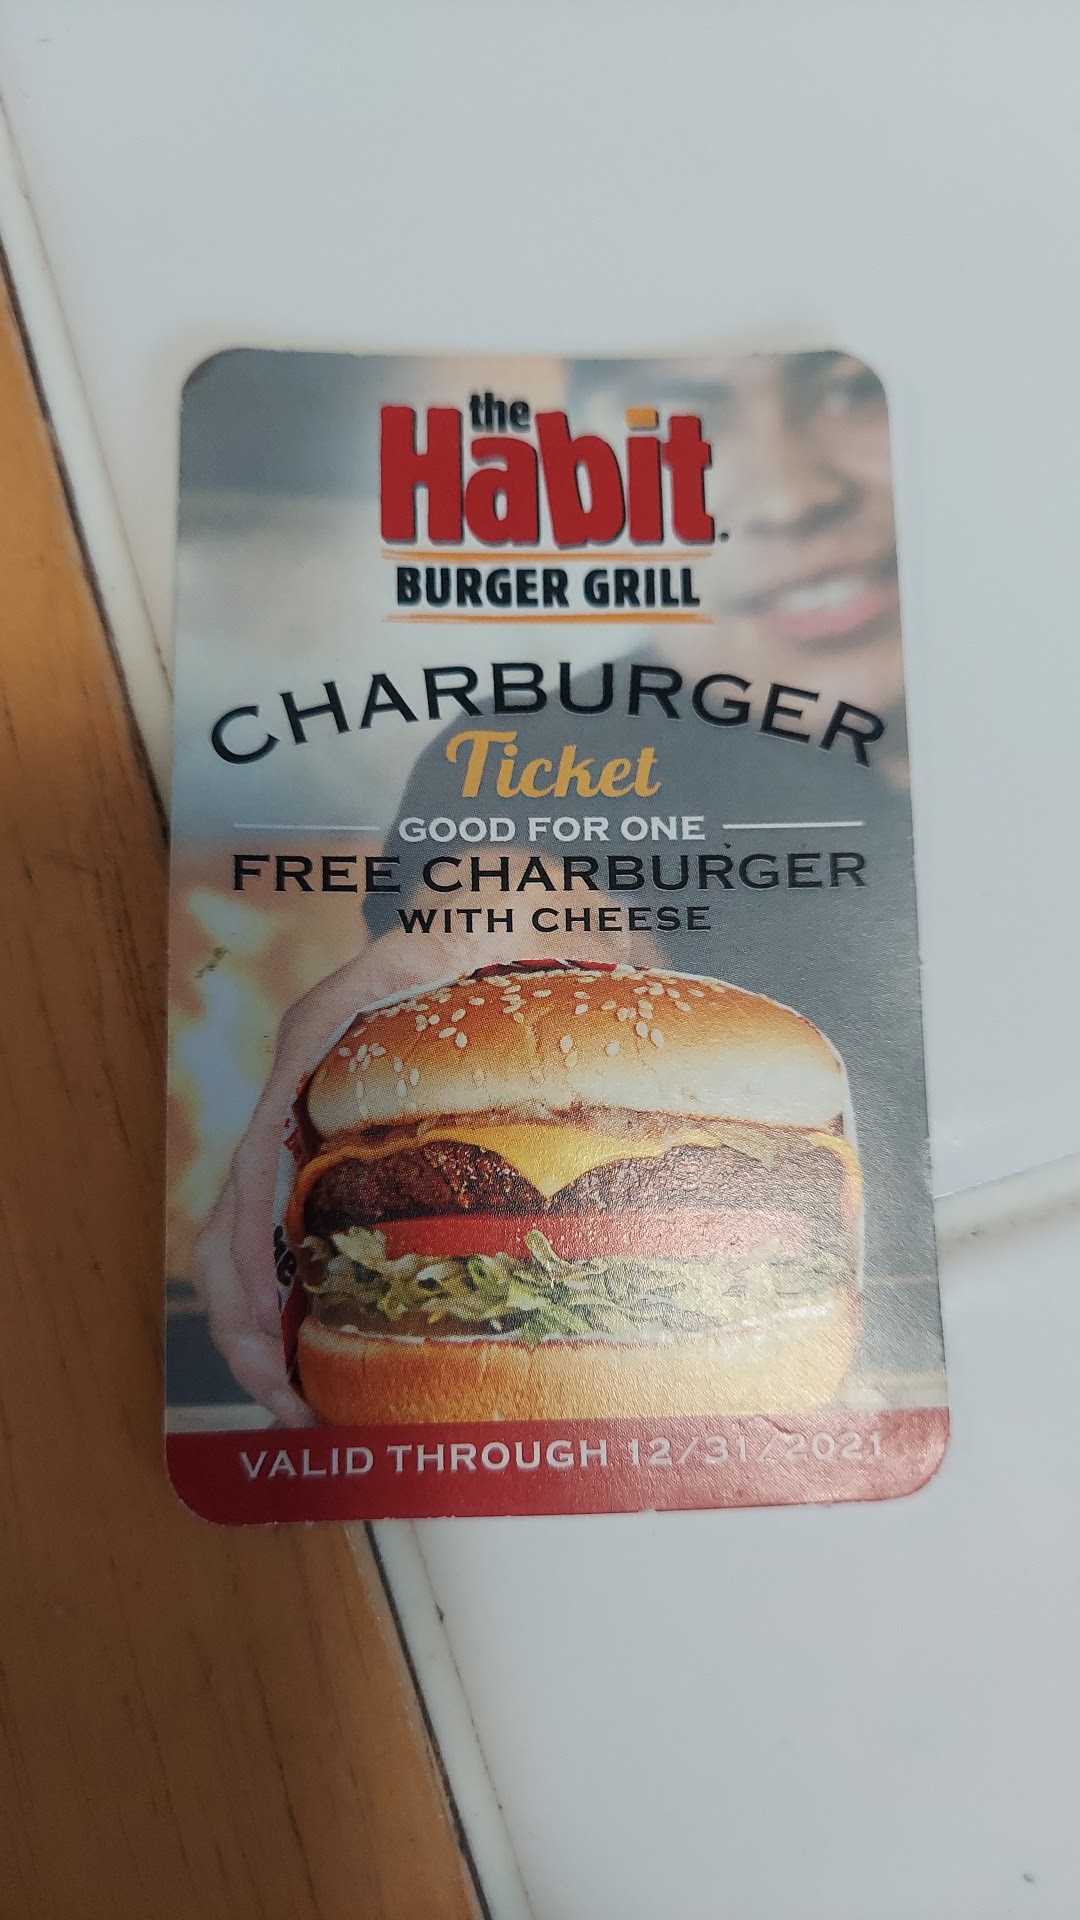 the
Habit
BURGER GRILL
CHARBURGER
Ticket
GOOD FOR ONE
FREE CHARBURGER
WITH CHEESE
VALID THROUGH 12/31/2021